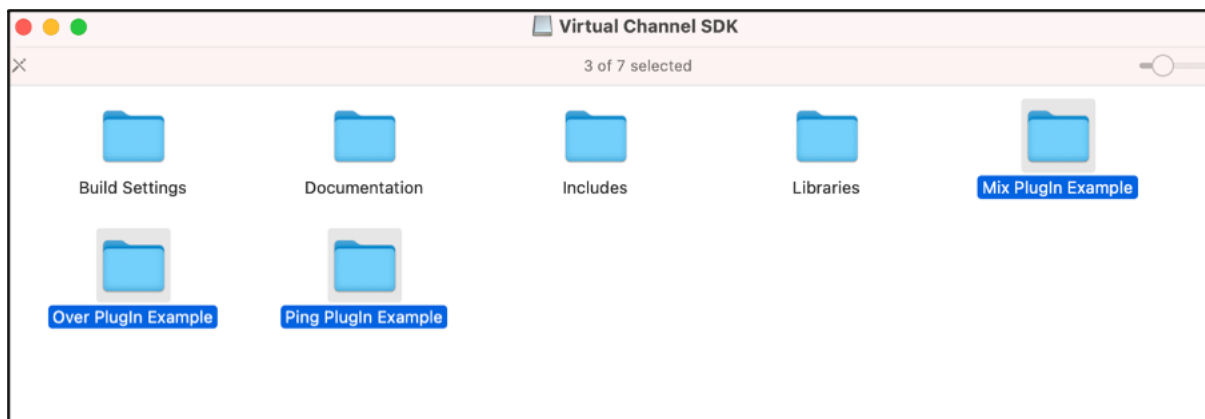 Virtual Channel SDK
3 of 7 selected
Build Settings
Documentation
Includes
Libraries
Mix PlugIn Example
Over PlugIn Example
Ping PlugIn Example